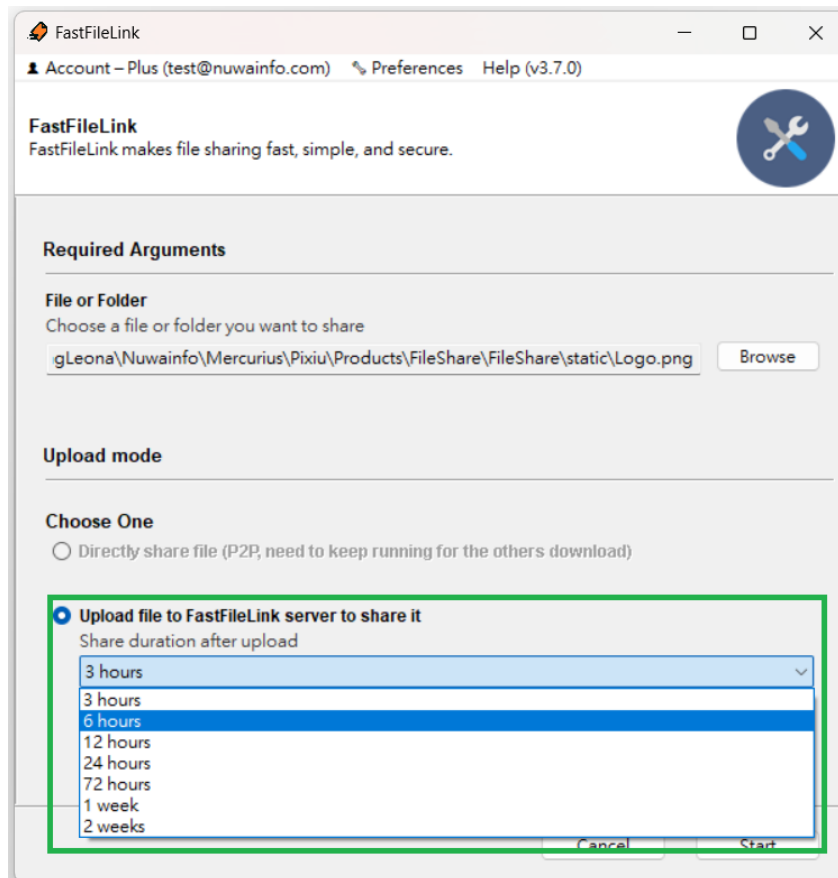 FastFileLink
Account – Plus (test@nuwainfo.com) Preferences Help (v3.7.0)
FastFileLink
FastFileLink makes file sharing fast, simple, and secure.
Required Arguments
File or Folder
Choose a file or folder you want to share
gLeona\Nuwainfo\Mercurius\Pixiu\Products\FileShare\FileShare\static\Logo.png Browse
Upload mode
Choose One
Directly share file (P2P, need to keep running for the others download)
Upload file to FastFileLink server to share it
Share duration after upload
3 hours
3 hours
6 hours
12 hours
24 hours
72 hours
1 week
2 weeks
Cancel Start